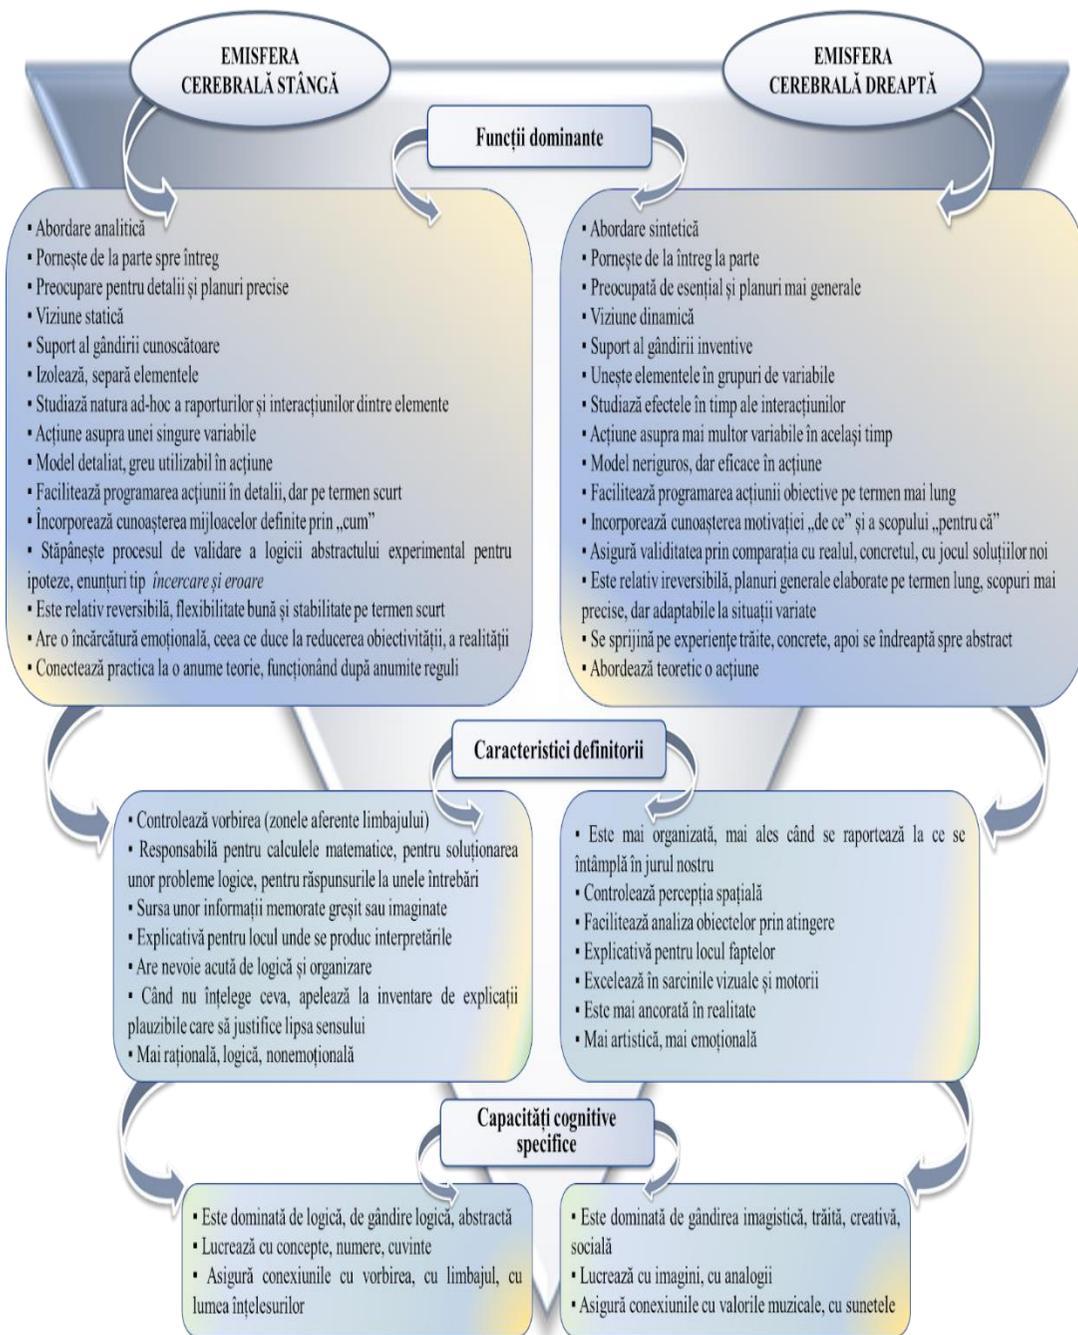 EMISFERA
CEREBRALĂ STÂNGĂ
EMISFERA
CEREBRALĂ DREAPTĂ
Funcții dominante
▪ Abordare analitică
▪ Pornește de la parte spre întreg
▪ Preocupare pentru detalii și planuri precise
▪ Viziune statică
▪ Suport al gândirii cunoscătoare
▪ Izolează, separă elementele
▪ Studiază natura ad-hoc a raporturilor și interacțiunilor dintre elemente
▪ Acțiune asupra unei singure variabile
▪ Model detaliat, greu utilizabil în acțiune
▪ Facilitează programarea acțiunii în detalii, dar pe termen scurt
▪ Încorporează cunoașterea mijloacelor definite prin „cum”
▪ Stăpânește procesul de validare a logicii abstractului experimental pentru
ipoteze, enunțuri tip încercare și eroare
▪ Este relativ reversibilă, flexibilitate bună și stabilitate pe termen scurt
▪ Are o încărcătură emoțională, ceea ce duce la reducerea obiectivității, a realității
▪ Conectează practica la o anume teorie, funcționând după anumite reguli
▪ Abordare sintetică
▪ Pornește de la întreg la parte
▪ Preocupată de esențial și planuri mai generale
▪ Viziune dinamică
▪ Suport al gândirii inventive
▪ Unește elementele în grupuri de variabile
▪ Studiază efectele în timp ale interacțiunilor
▪ Acțiune asupra mai multor variabile în același timp
▪ Model neriguros, dar eficace în acțiune
▪ Facilitează programarea acțiunii obiective pe termen mai lung
▪ Incorporează cunoașterea motivației „de ce” și a scopului „pentru că”
▪ Asigură validitatea prin comparația cu realul, concretul, cu jocul soluțiilor noi
▪ Este relativ ireversibilă, planuri generale elaborate pe termen lung, scopuri mai
precise, dar adaptabile la situații variate
▪ Se sprijină pe experiențe trăite, concrete, apoi se îndreaptă spre abstract
▪ Abordează teoretic o acțiune
Caracteristici definitorii
▪ Controlează vorbirea (zonele aferente limbajului)
▪ Responsabilă pentru calculele matematice, pentru soluționarea
unor probleme logice, pentru răspunsurile la unele întrebări
▪ Sursa unor informații memorate greșit sau imaginate
▪ Explicativă pentru locul unde se produc interpretările
▪ Are nevoie acută de logică și organizare
▪ Când nu înțelege ceva, apelează la inventare de explicații
plauzibile care să justifice lipsa sensului
▪ Mai rațională, logică, nonemoțională
▪ Este mai organizată, mai ales când se raportează la ce se
întâmplă în jurul nostru
▪ Controlează percepția spațială
▪ Facilitează analiza obiectelor prin atingere
▪ Explicativă pentru locul faptelor
▪ Excelează în sarcinile vizuale și motorii
▪ Este mai ancorată în realitate
▪ Mai artistică, mai emoțională
Capacități cognitive
specifice
▪ Este dominată de logică, de gândire logică, abstractă
▪ Lucrează cu concepte, numere, cuvinte
▪ Asigură conexiunile cu vorbirea, cu limbajul, cu
lumea înțelesurilor
▪ Este dominată de gândirea imagistică, trăită, creativă,
socială
▪ Lucrează cu imagini, cu analogii
▪ Asigură conexiunile cu valorile muzicale, cu sunetele